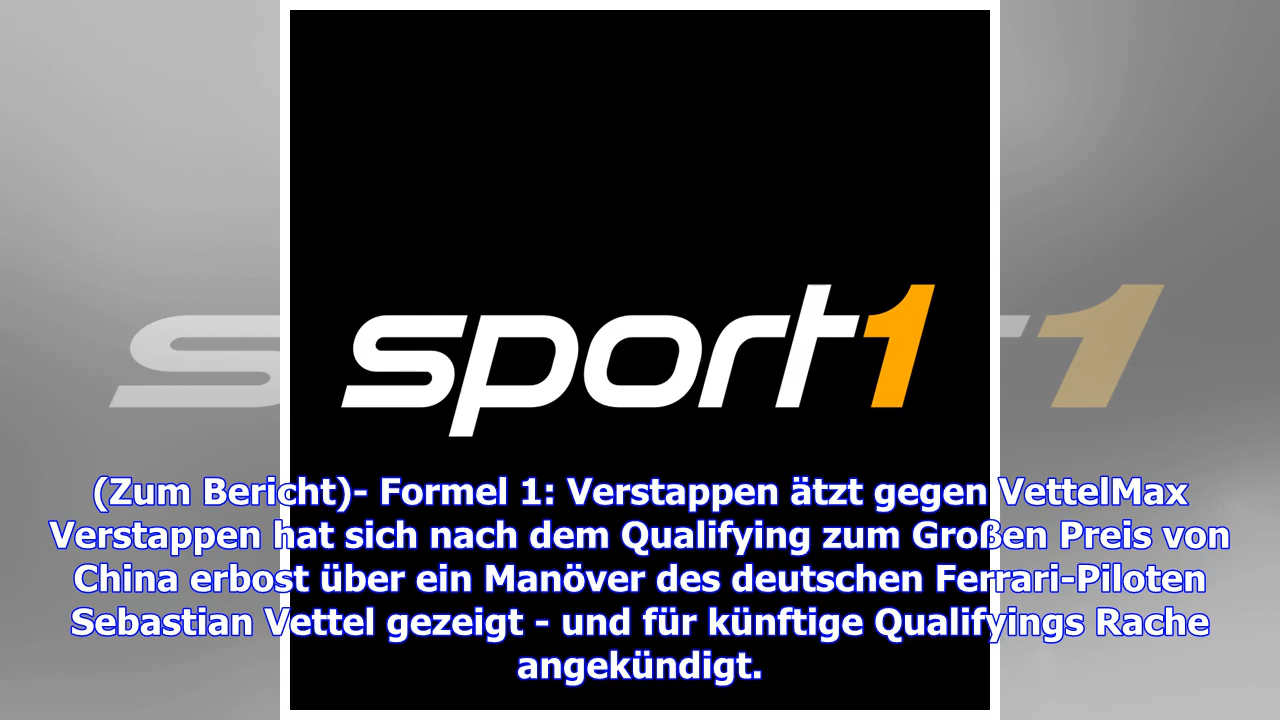 sport1
(Zum Bericht)- Formel 1: Verstappen ätzt gegen VettelMax
Verstappen hat sich nach dem Qualifying zum Großen Preis von
China erbost über ein Manöver des deutschen Ferrari-Piloten
Sebastian Vettel gezeigt - und für künftige Qualifyings Rache
angekündigt.